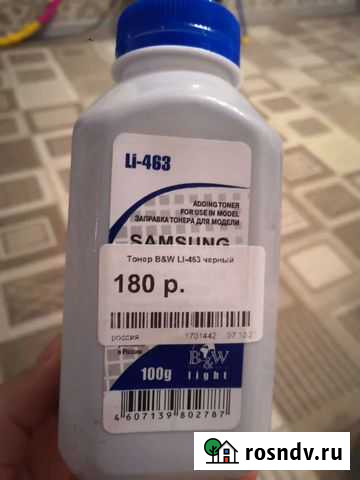 Li-463
ADDING TONER
FOR USE IN MODEL
ЗАПРАВКА ТОНЕРА ДЛЯ МОДЕЛИ
SAMSUNG
Тонер B&W LI-463 черный
180 р.
россия 1701442
в России
B&W
100g light
4 607139 802787
rosndv.ru